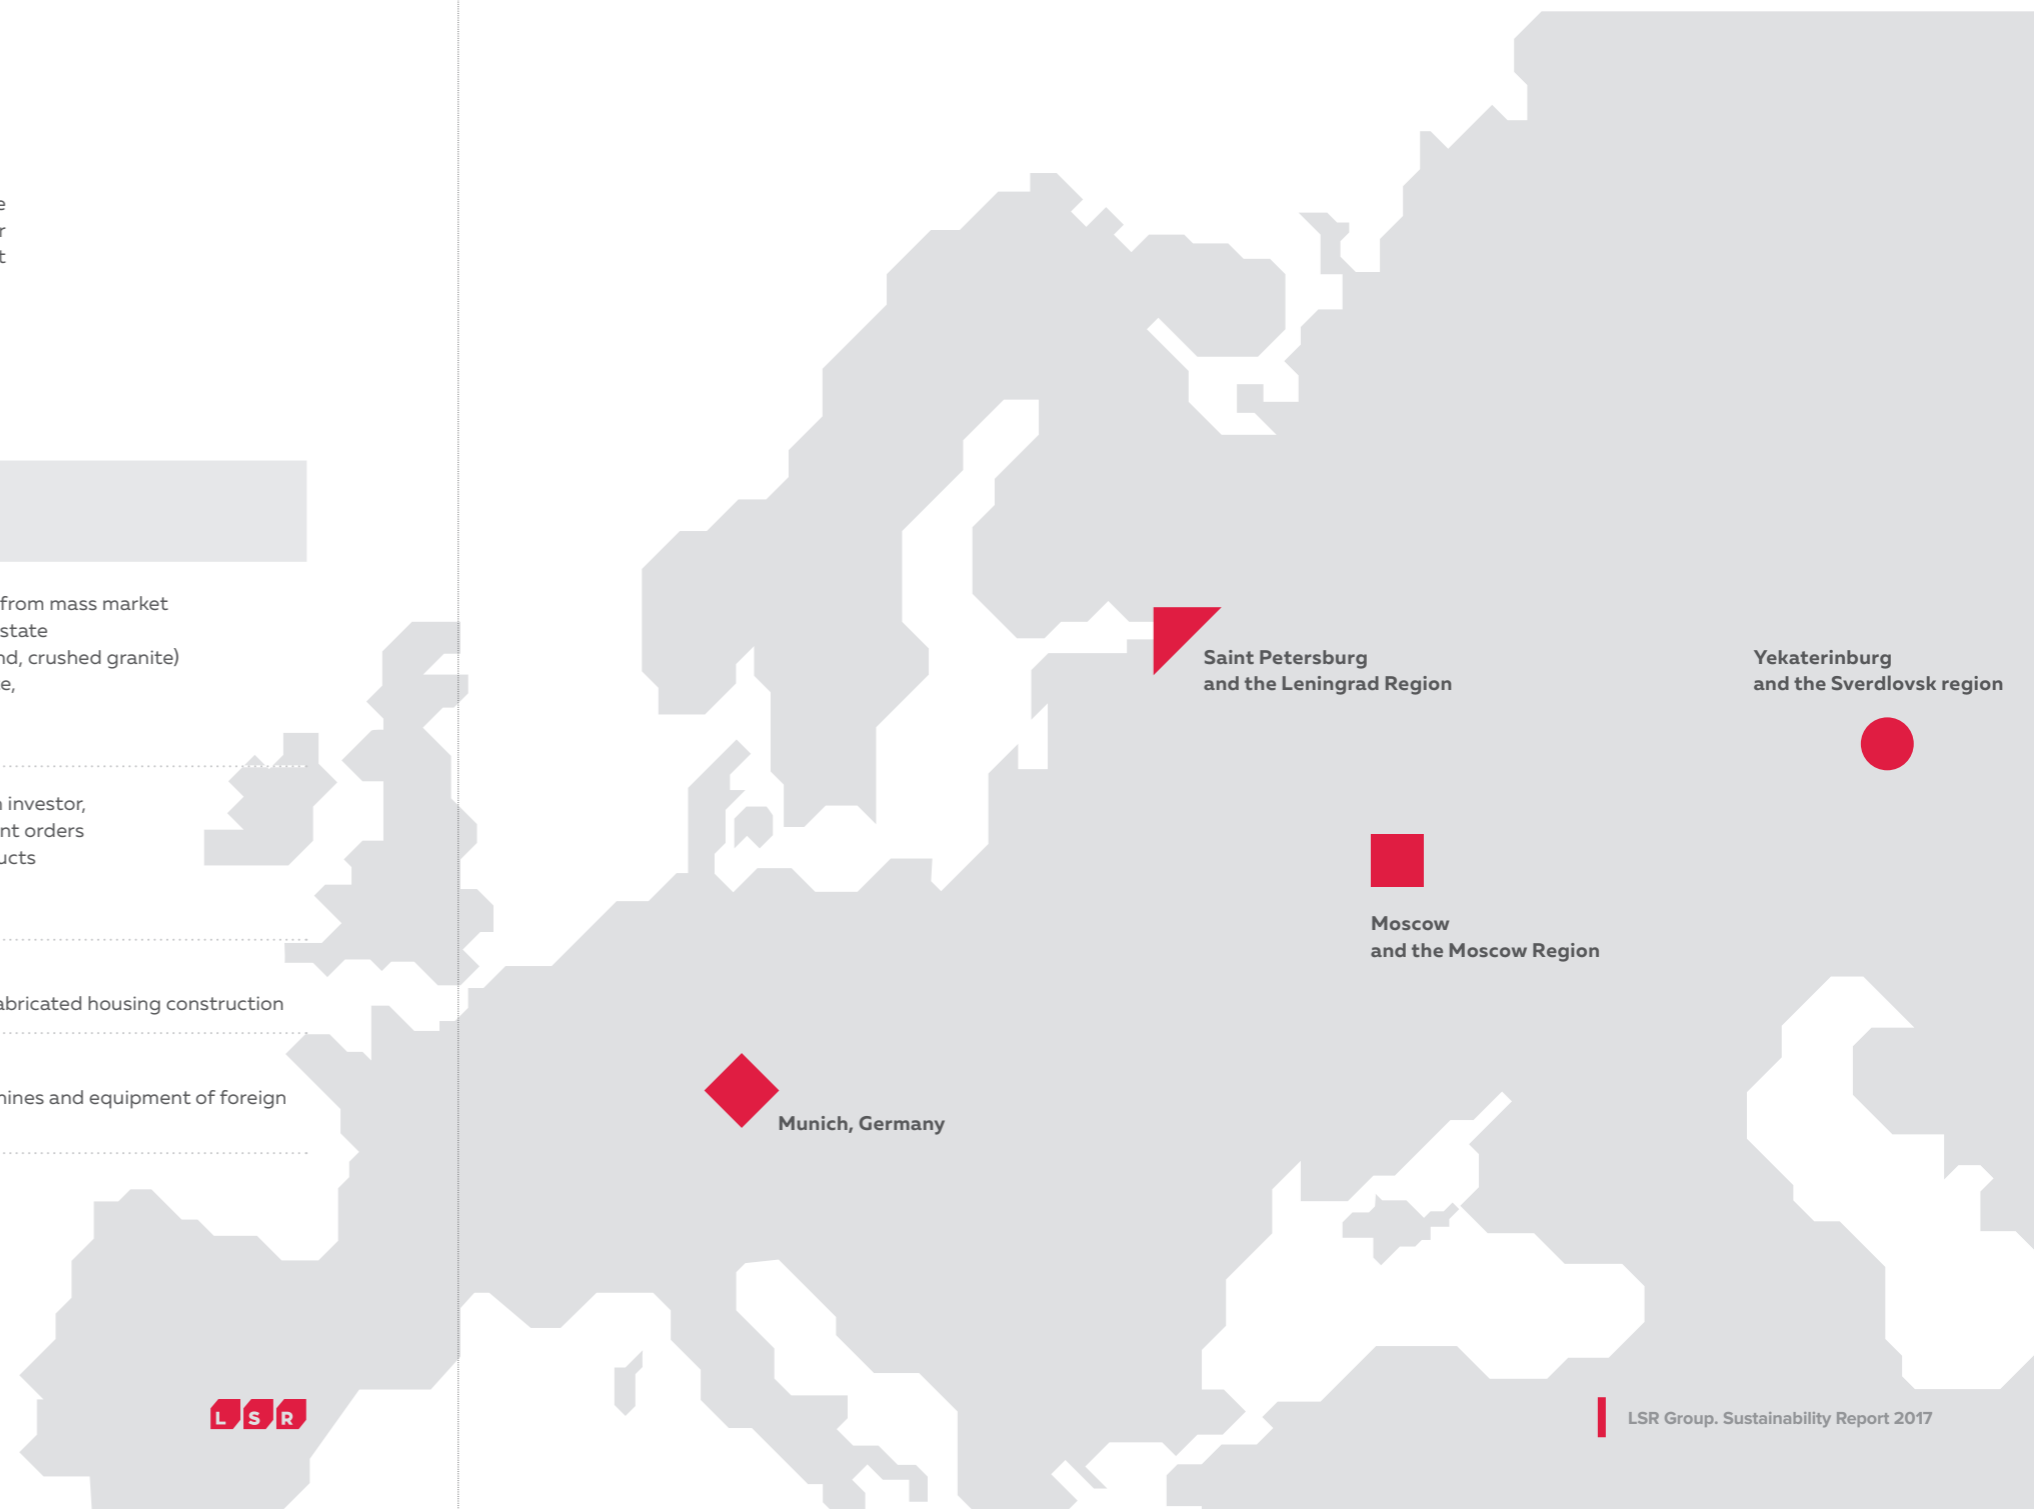 e
r
t
from mass market
state
nd, crushed granite)
e,
n investor,
nt orders
ucts
abricated housing construction
nines and equipment of foreign
Saint Petersburg
and the Leningrad Region
Yekaterinburg
and the Sverdlovsk region
Moscow
and the Moscow Region
Munich, Germany
LSR
LSR Group. Sustainability Report 2017